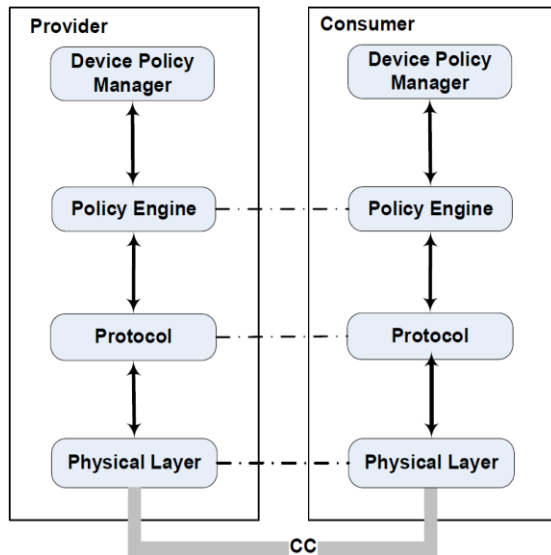 Provider
Device Policy
Manager
Policy Engine
Protocol
Physical Layer
Consumer
Device Policy
Manager
Policy Engine
Protocol
Physical Layer
CC